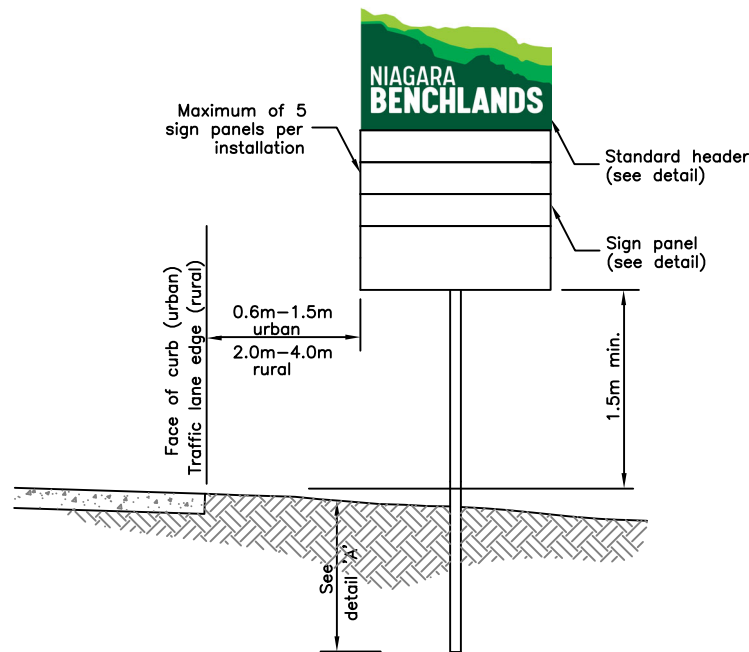 NIAGARA
BENCHLANDS
Maximum of 5
sign panels per
installation
Standard header
(see detail)
Sign panel
(see detail)
Face of curb (urban)
Traffic lane edge (rural)
0.6m-1.5m
urban
2.0m-4.0m
rural
1.5m min.
See
detail 'A'